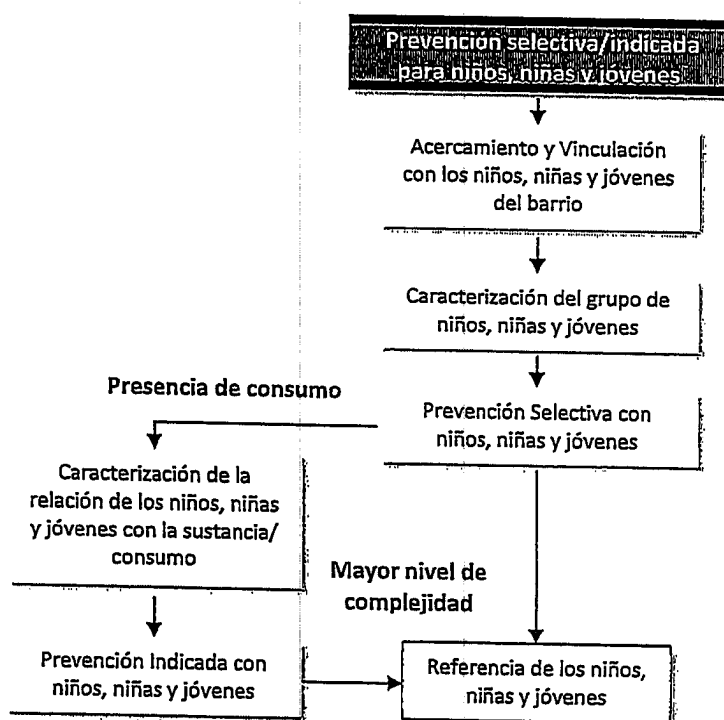 Prevención selectiva/indicada
para niños, niñas y jóvenes
Acercamiento y Vinculación
con los niños, niñas y jóvenes
del barrio
Caracterización del grupo de
niños, niñas y jóvenes
Presencia de consumo
Prevención Selectiva con
niños, niñas y jóvenes
Caracterización de la
relación de los niños, niñas
y jóvenes con la sustancia/
consumo
Mayor nivel de
complejidad
Prevención Indicada con
niños, niñas y jóvenes
Referencia de los niños,
niñas y jóvenes